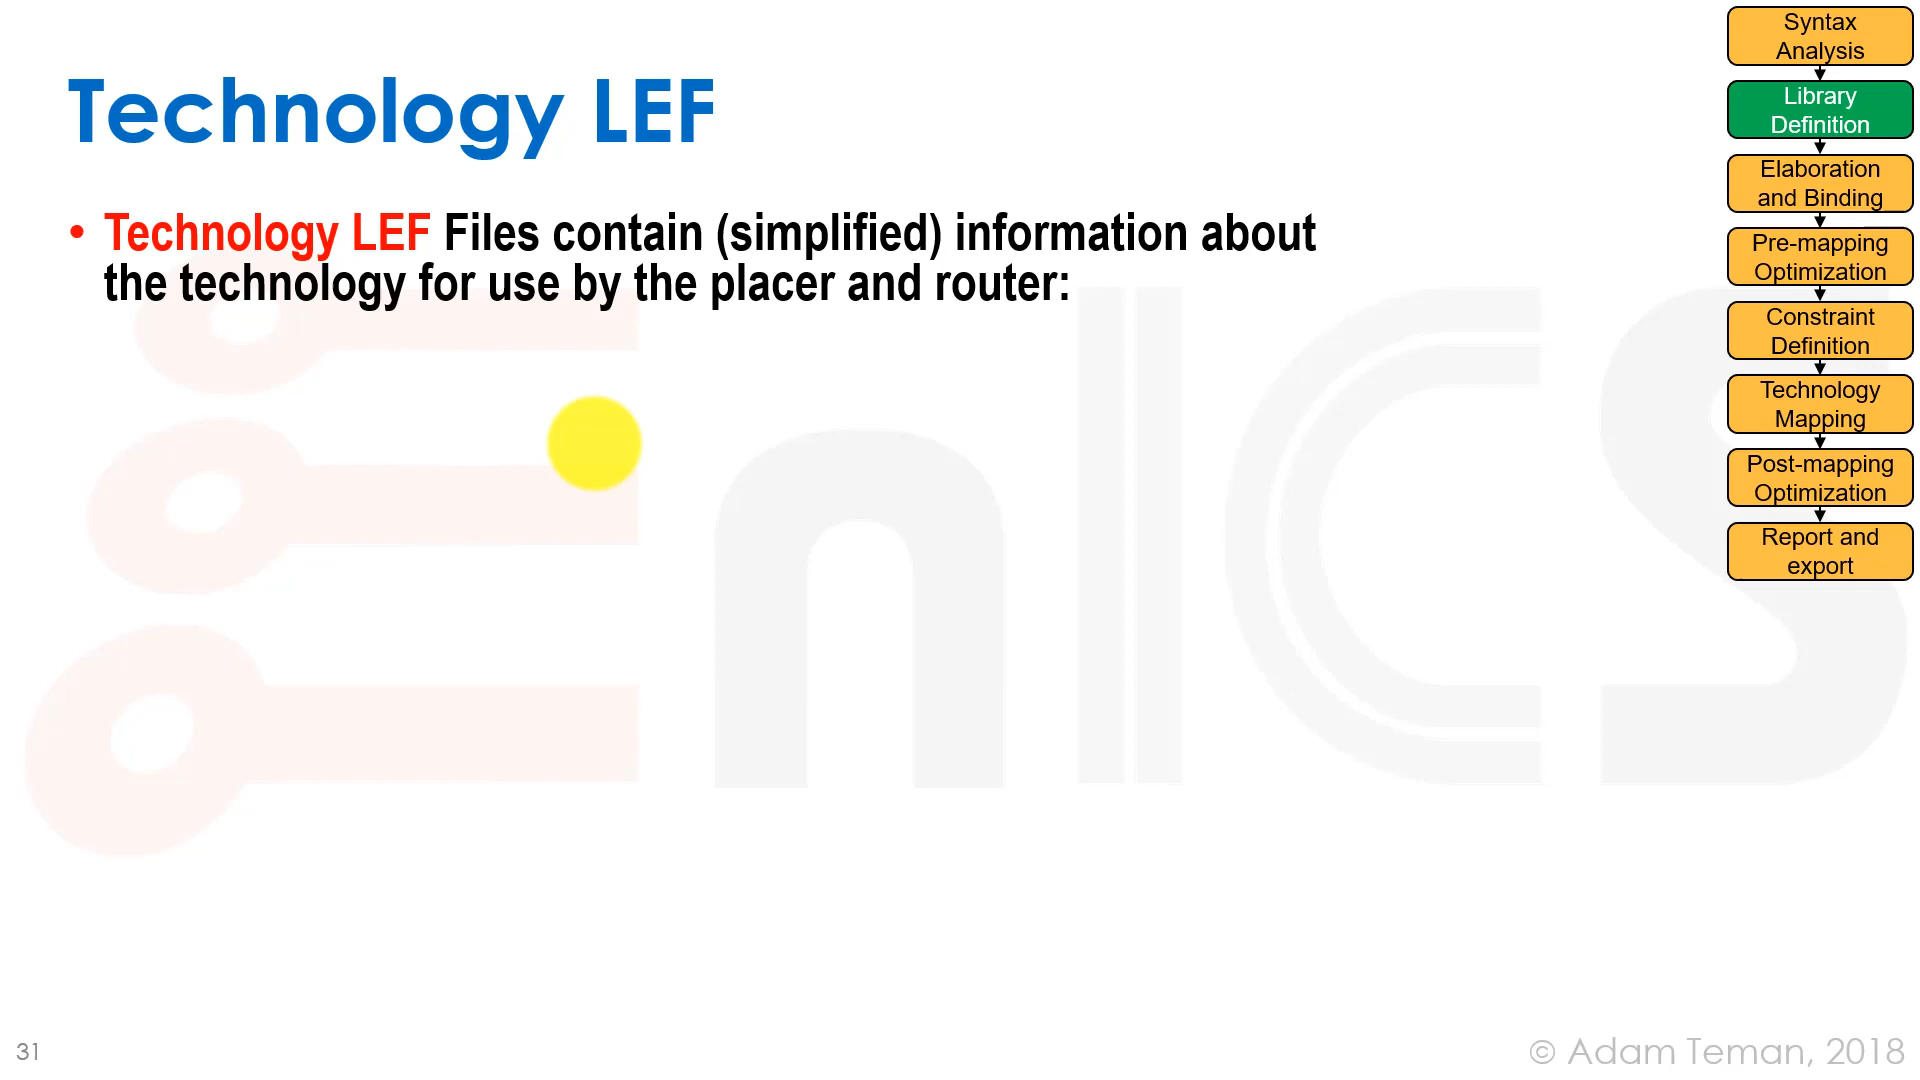 Technology LEF
• Technology LEF Files contain (simplified) information about
the technology for use by the placer and router:
Syntax
Analysis
Library
Definition
Elaboration
and Binding
Pre-mapping
Optimization
Constraint
Definition
Technology
Mapping
Post-mapping
Optimization
Report and
export
EnICS
31
© Adam Teman, 2018